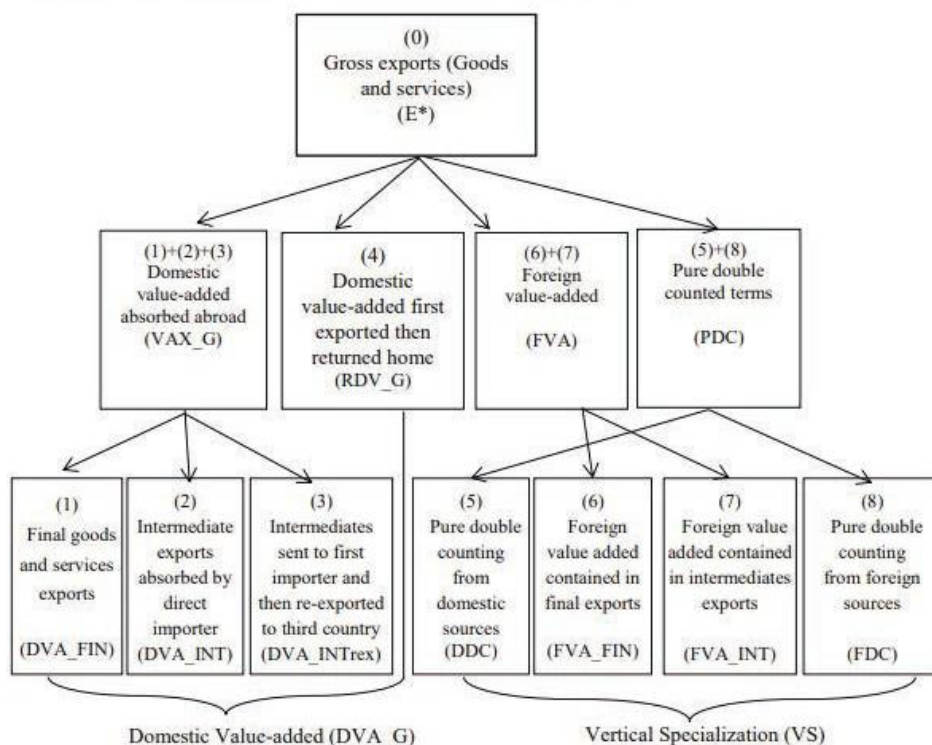 (0)
Gross exports (Goods
and services)
(E*)
(1)+(2)+(3)
Domestic
value-added
absorbed abroad
(VAX_G)
(4)
Domestic
value-added first
exported then
returned home
(RDV_G)
(6)+(7)
Foreign
value-added
(FVA)
(5)+(8)
Pure double
counted terms
(PDC)
(1)
Final goods
and services
exports
(DVA_FIN)
(2)
Intermediate
exports
absorbed by
direct
importer
(DVA_INT)
(3)
Intermediates
sent to first
importer and
then re-exported
to third country
(DVA_INTrex)
(5)
Pure double
counting
from
domestic
sources
(DDC)
(6)
Foreign
value added
contained in
final exports
(FVA_FIN)
(7)
Foreign value
added contained
in intermediates
exports
(FVA_INT)
(8)
Pure double
counting
from foreign
sources
(FDC)
Domestic Value-added (DVA_G)
Vertical Specialization (VS)